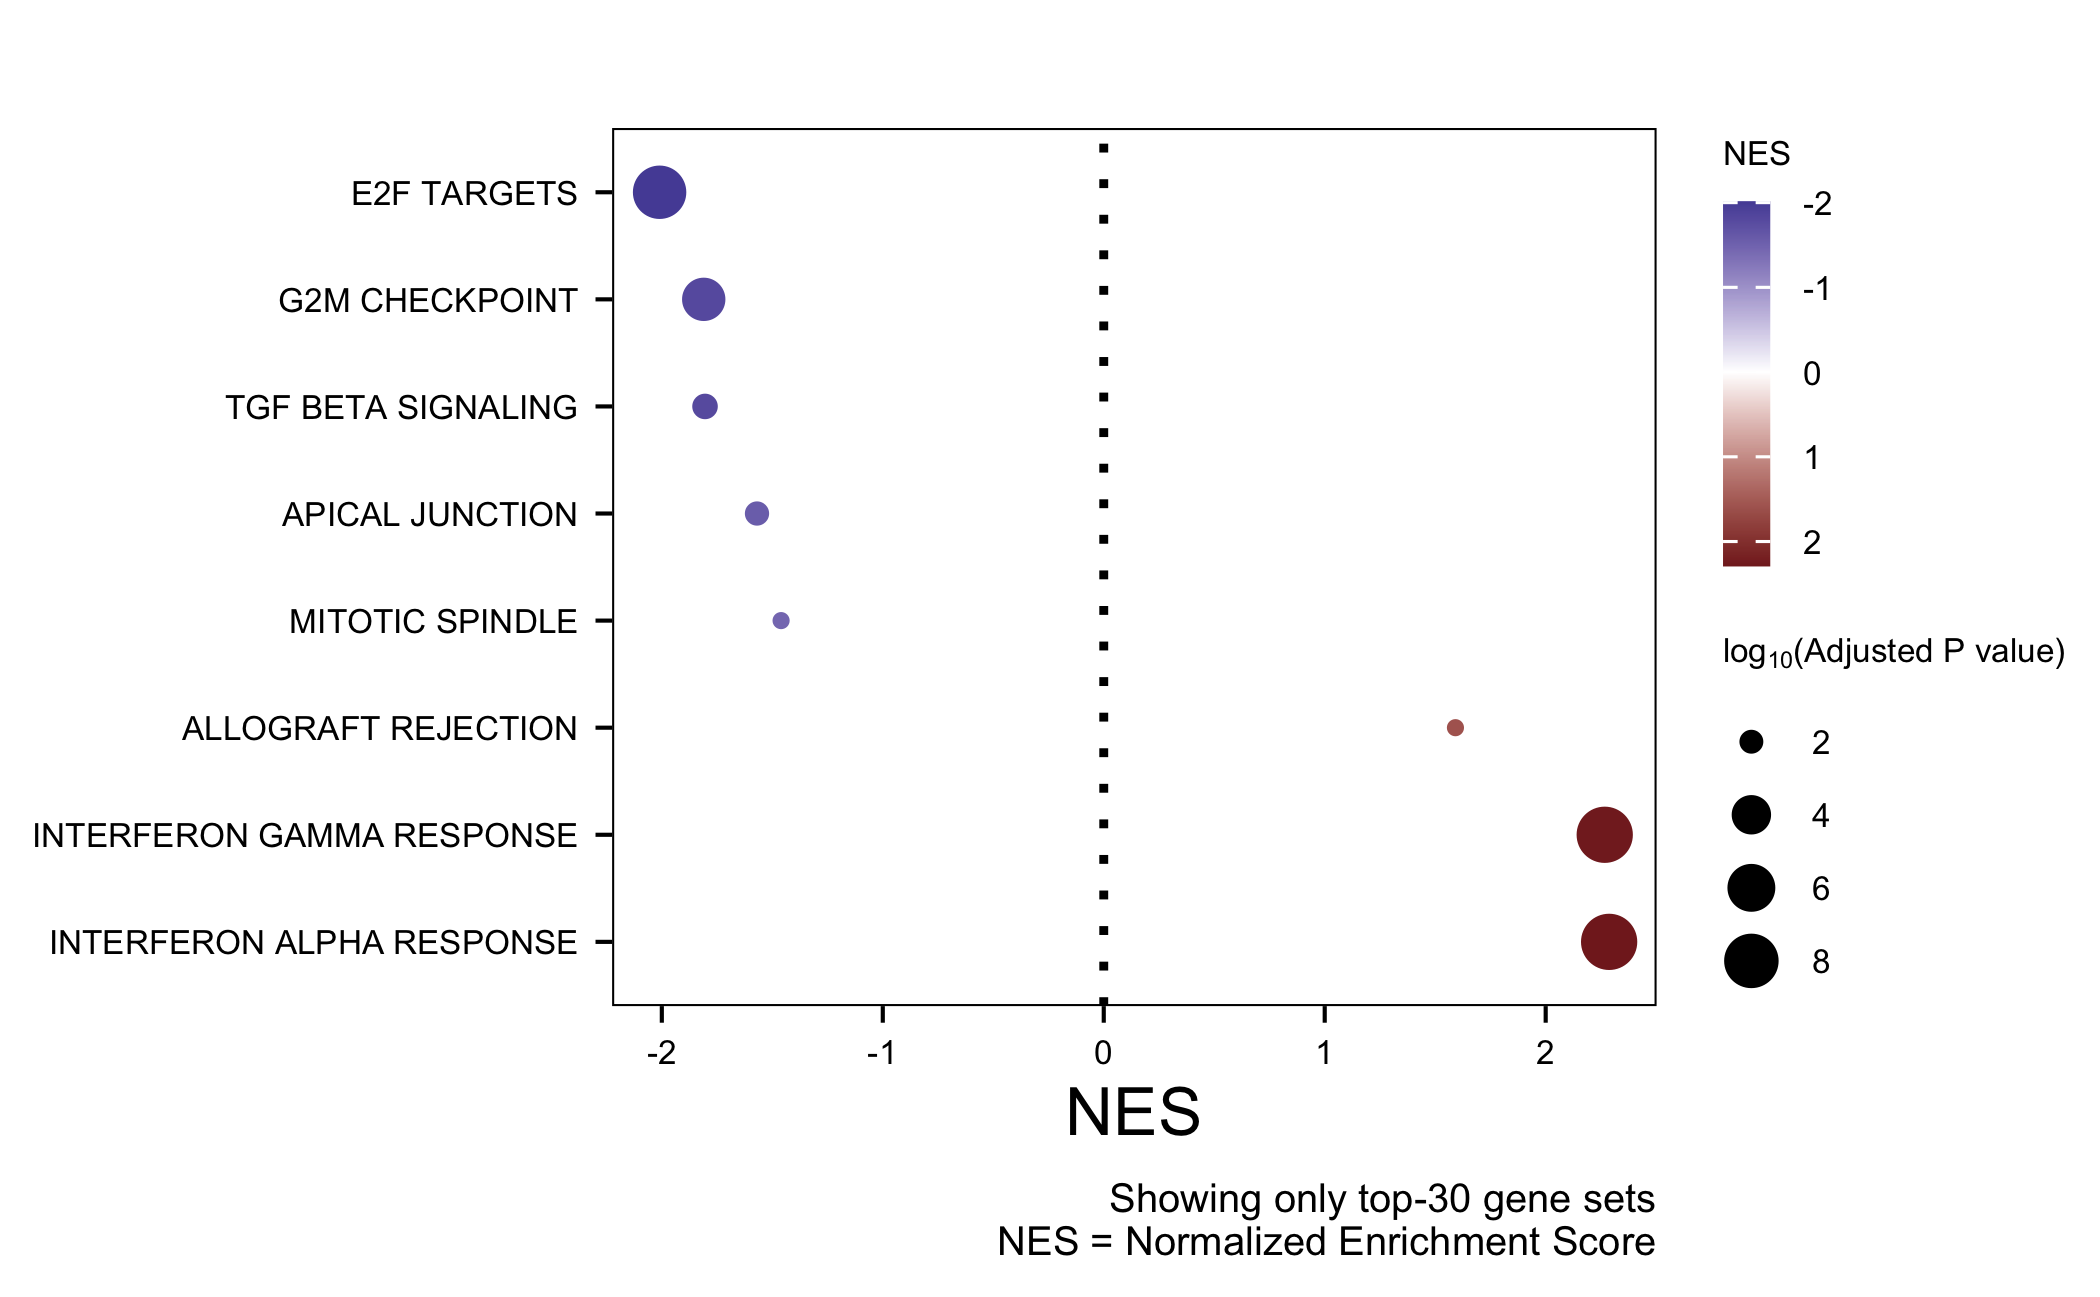 E2F TARGETS
G2M CHECKPOINT
TGF BETA SIGNALING
APICAL JUNCTION
MITOTIC SPINDLE
ALLOGRAFT REJECTION
INTERFERON GAMMA RESPONSE
INTERFERON ALPHA RESPONSE
-2 -1 0 1 2
NES
Showing only top-30 gene sets
NES = Normalized Enrichment Score
NES
-2
-1
0
1
2
log₁₀(Adjusted P value)
2
4
6
8